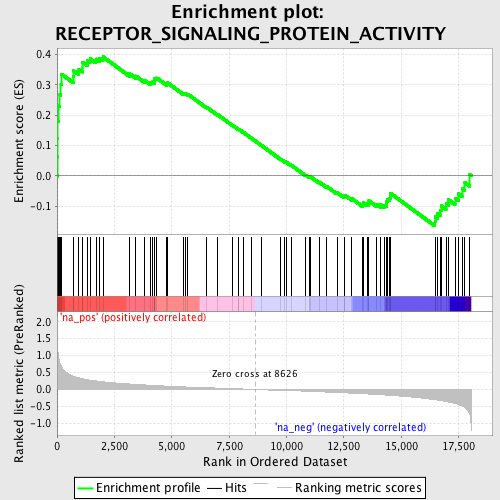 Enrichment plot:
RECEPTOR_SIGNALING_PROTEIN_ACTIVITY
Enrichment score (ES)
0.4
0.3
0.2
0.1
0.0
-0.1
'na_pos' (positively correlated)
Ranked list metric (PreRanked)
2.0
1.5
1.0
0.5
0.0
-0.5
-1.0
Zero cross at 8626
'na_neg' (negatively correlated)
0
2,500
5,000
7,500
10,000
12,500
15,000
17,500
Rank in Ordered Dataset
Enrichment profile
Hits
Ranking metric scores